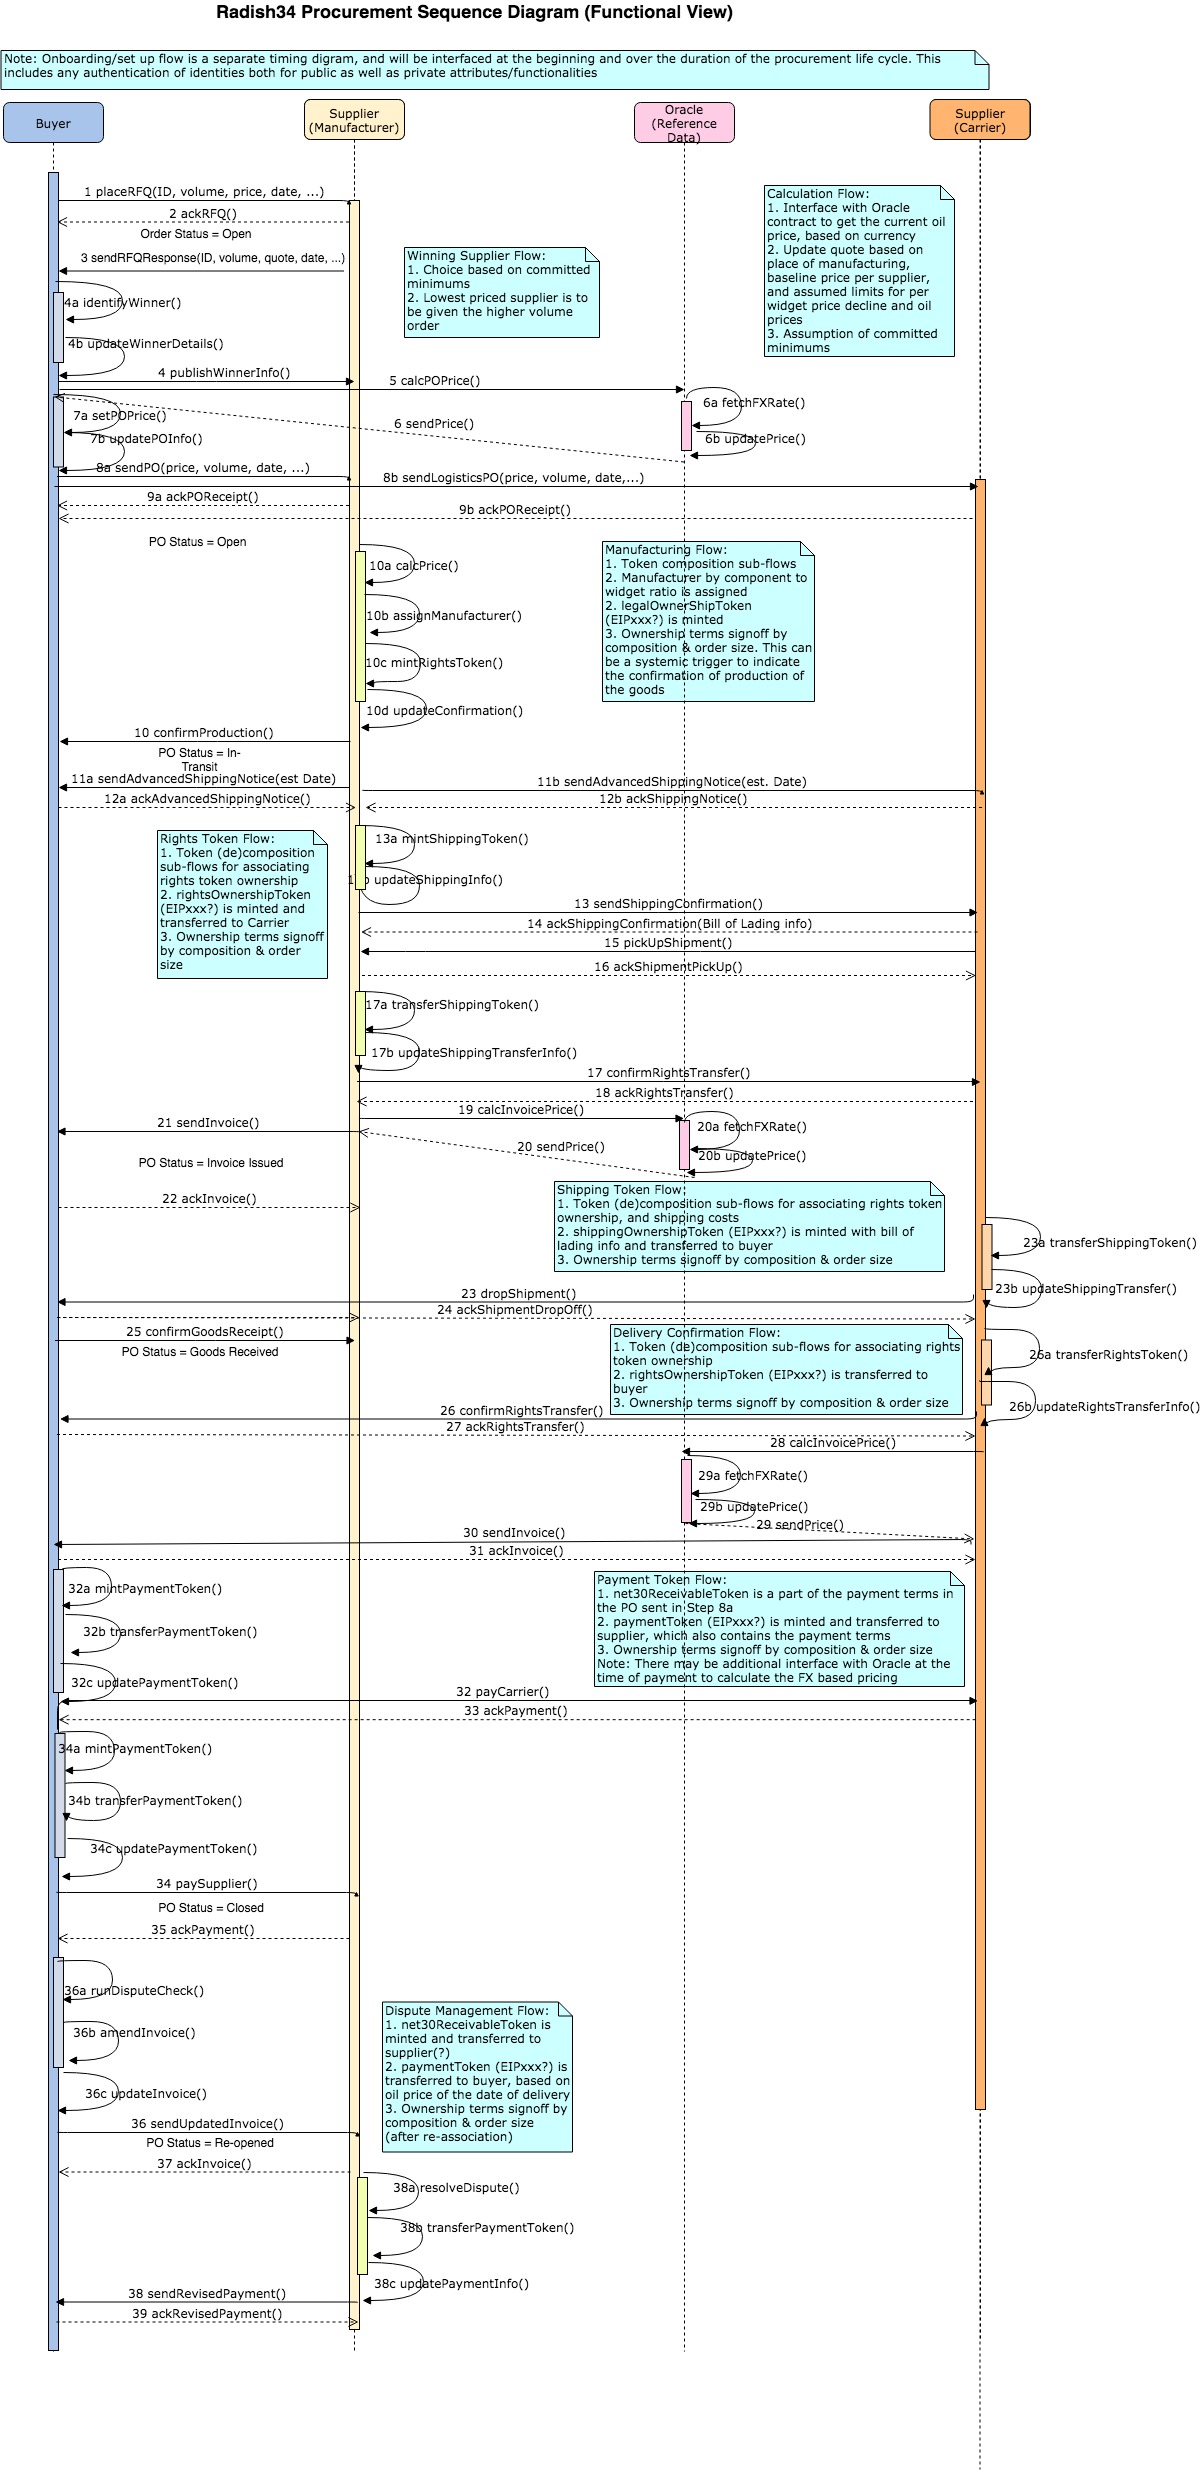 Radish34 Procurement Sequence Diagram (Functional View)
Note: Onboarding/set up flow is a separate timing digram, and will be interfaced at the beginning and over the duration of the procurement life cycle. This
includes any authentication of identities both for public as well as private attributes/functionalities
Buyer
Supplier
(Manufacturer)
Oracle
(Reference
Data)
Supplier
(Carrier)
1 placeRFQ(ID, volume, price, date, ...)
2 ackRFQ()
Order Status = Open
3 sendRFQResponse(ID, volume, quote, date, ...)
Calculation Flow:
1. Interface with Oracle
contract to get the current oil
price, based on currency
2. Update quote based on
place of manufacturing,
baseline price per supplier,
and assumed limits for per
widget price decline and oil
prices
3. Assumption of committed
minimums
Winning Supplier Flow:
1. Choice based on committed
minimums
2. Lowest priced supplier is to
be given the higher volume
order
4a identifyWinner()
4b updateWinnerDetails()
4 publishWinnerInfo()
5 calcPOPrice()
6a fetchFXRate()
7a setPOPrice()
6 sendPrice()
7b updatePOInfo()
6b updatePrice()
8a sendPO(price, volume, date, ...)
8b sendLogisticsPO(price, volume, date,...)
9a ackPOReceipt()
9b ackPOReceipt()
PO Status = Open
10a calcPrice()
10b assignManufacturer()
10c mintRightsToken()
10d updateConfirmation()
Manufacturing Flow:
1. Token composition sub-flows
2. Manufacturer by component to
widget ratio is assigned
2. legalOwnerShipToken
(EIPxxx?) is minted
3. Ownership terms signoff by
composition & order size. This can
be a systemic trigger to indicate
the confirmation of production of
the goods
10 confirmProduction()
PO Status = In-
Transit
11a sendAdvancedShippingNotice(est Date)
11b sendAdvancedShippingNotice(est. Date)
12a ackAdvancedShippingNotice()
12b ackShippingNotice()
Rights Token Flow:
1. Token (de)composition
sub-flows for associating
rights token ownership
2. rightsOwnershipToken
(EIPxxx?) is minted and
transferred to Carrier
3. Ownership terms signoff
by composition & order
size
13a mintShippingToken()
updateShippingInfo()
13 sendShippingConfirmation()
14 ackShippingConfirmation(Bill of Lading info)
15 pickUpShipment()
16 ackShipmentPickUp()
17a transferShippingToken()
17b updateShippingTransferInfo()
17 confirmRightsTransfer()
18 ackRightsTransfer()
19 calcInvoicePrice()
21 sendInvoice()
20a fetchFXRate()
20 sendPrice()
20b updatePrice()
PO Status = Invoice Issued
22 ackInvoice()
Shipping Token Flow:
1. Token (de)composition sub-flows for associating rights token
ownership, and shipping costs
2. shippingOwnershipToken (EIPxxx?) is minted with bill of
lading info and transferred to buyer
3. Ownership terms signoff by composition & order size
23a transferShippingToken()
23b updateShippingTransfer()
23 dropShipment()
24 ackShipmentDropOff()
25 confirmGoodsReceipt()
PO Status = Goods Received
Delivery Confirmation Flow:
1. Token (de)composition sub-flows for associating rights
token ownership
2. rightsOwnershipToken (EIPxxx?) is transferred to
buyer
3. Ownership terms signoff by composition & order size
26a transferRightsToken()
26b updateRightsTransferInfo()
26 confirmRightsTransfer()
27 ackRightsTransfer()
28 calcInvoicePrice()
29a fetchFXRate()
29b updatePrice()
29 sendPrice()
30 sendInvoice()
31 ackInvoice()
32a mintPaymentToken()
32b transferPaymentToken()
32c updatePaymentToken()
Payment Token Flow:
1. net30ReceivableToken is a part of the payment terms in
the PO sent in Step 8a
2. paymentToken (EIPxxx?) is minted and transferred to
supplier, which also contains the payment terms
3. Ownership terms signoff by composition & order size
Note: There may be additional interface with Oracle at the
time of payment to calculate the FX based pricing
32 payCarrier()
33 ackPayment()
34a mintPaymentToken()
34b transferPaymentToken()
34c updatePaymentToken()
34 paySupplier()
PO Status = Closed
35 ackPayment()
36a runDisputeCheck()
36b amendInvoice()
36c updateInvoice()
Dispute Management Flow:
1. net30ReceivableToken is
minted and transferred to
supplier(?)
2. paymentToken (EIPxxx?) is
transferred to buyer, based on
oil price of the date of delivery
3. Ownership terms signoff by
composition & order size
(after re-association)
36 sendUpdatedInvoice()
PO Status = Re-opened
37 ackInvoice()
38a resolveDispute()
38b transferPaymentToken()
38c updatePaymentInfo()
38 sendRevisedPayment()
39 ackRevisedPayment()